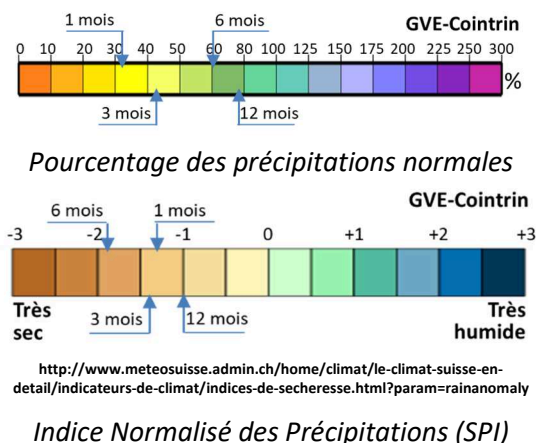 1 mois 6 mois GVE-Cointrin
0 10 20 30 40 50 60 80 100 125 150 175 200 225 250 300
%
3 mois 12 mois
Pourcentage des précipitations normales
GVE-Cointrin
6 mois 1 mois
-3 -2 -1 0 +1 +2 +3
Très sec 3 mois 12 mois Très humide
http://www.meteosuisse.admin.ch/home/climat/le-climat-suisse-en-
detail/indicateurs-de-climat/indices-de-secheresse.html?param=rainanomaly
Indice Normalisé des Précipitations (SPI)